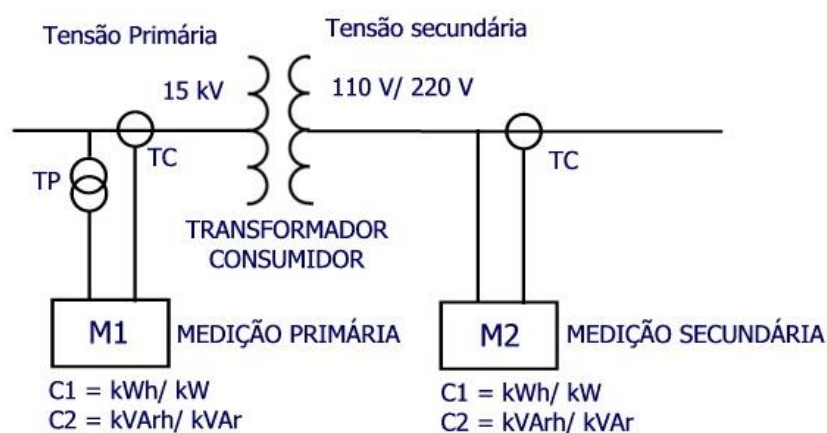 Tensão Primária
Tensão secundária
15 kV
110 V/ 220 V
TC
TC
TP
TRANSFORMADOR
CONSUMIDOR
M1
MEDIÇÃO PRIMÁRIA
M2
MEDIÇÃO SECUNDÁRIA
C1 = kWh/ kW
C2 = kVArh/ kVAr
C1 = kWh/ kW
C2 = kVArh/ kVAr